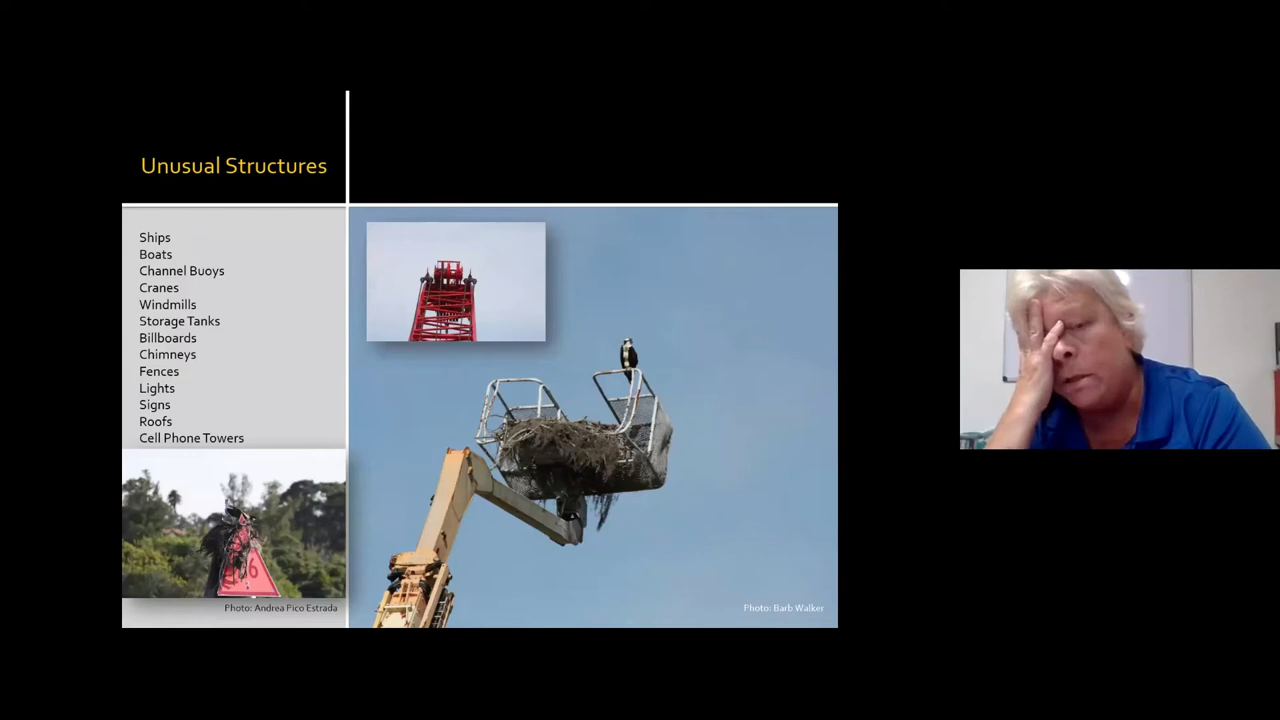 Unusual Structures
Ships
Boats
Channel Buoys
Cranes
Windmills
Storage Tanks
Billboards
Chimneys
Fences
Lights
Signs
Roofs
Cell Phone Towers
6
Photo: Andrea Pico Estrada
Photo: Barb Walker